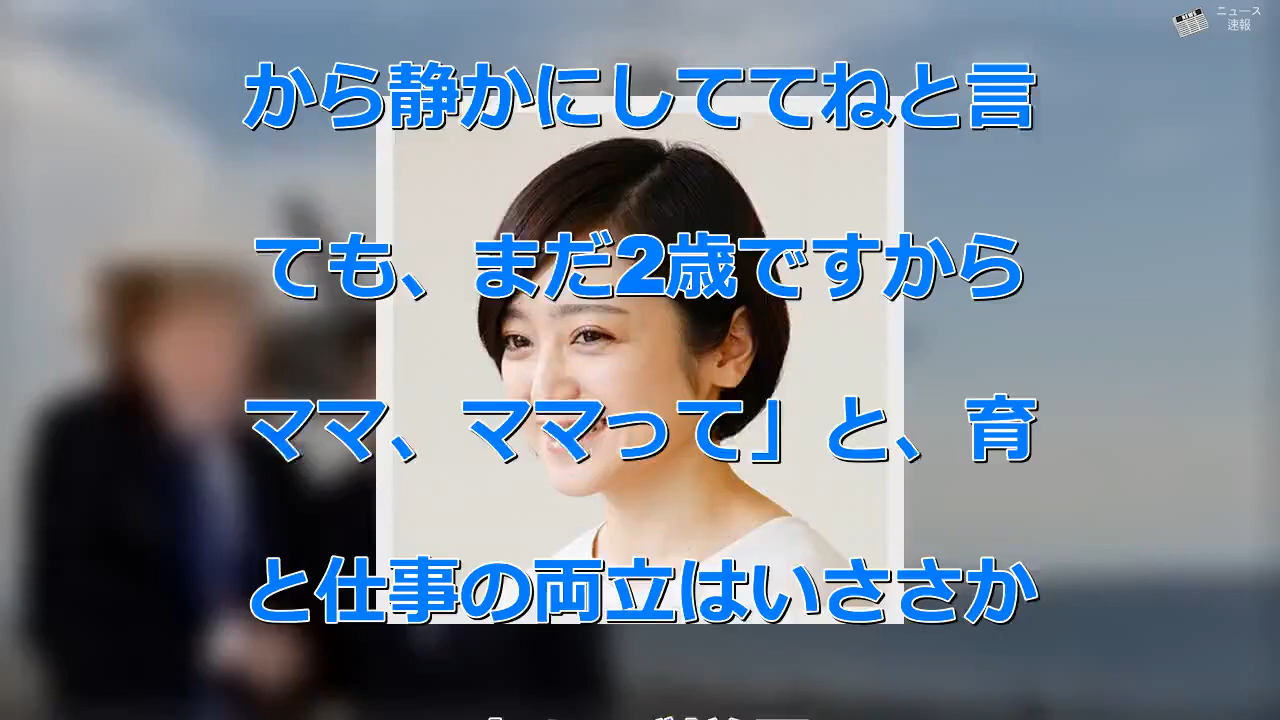 ニュース
速報
から静かにしててねと言
ても、まだ2歳ですから
ママ、ママって」と、育
と仕事の両立はいささか